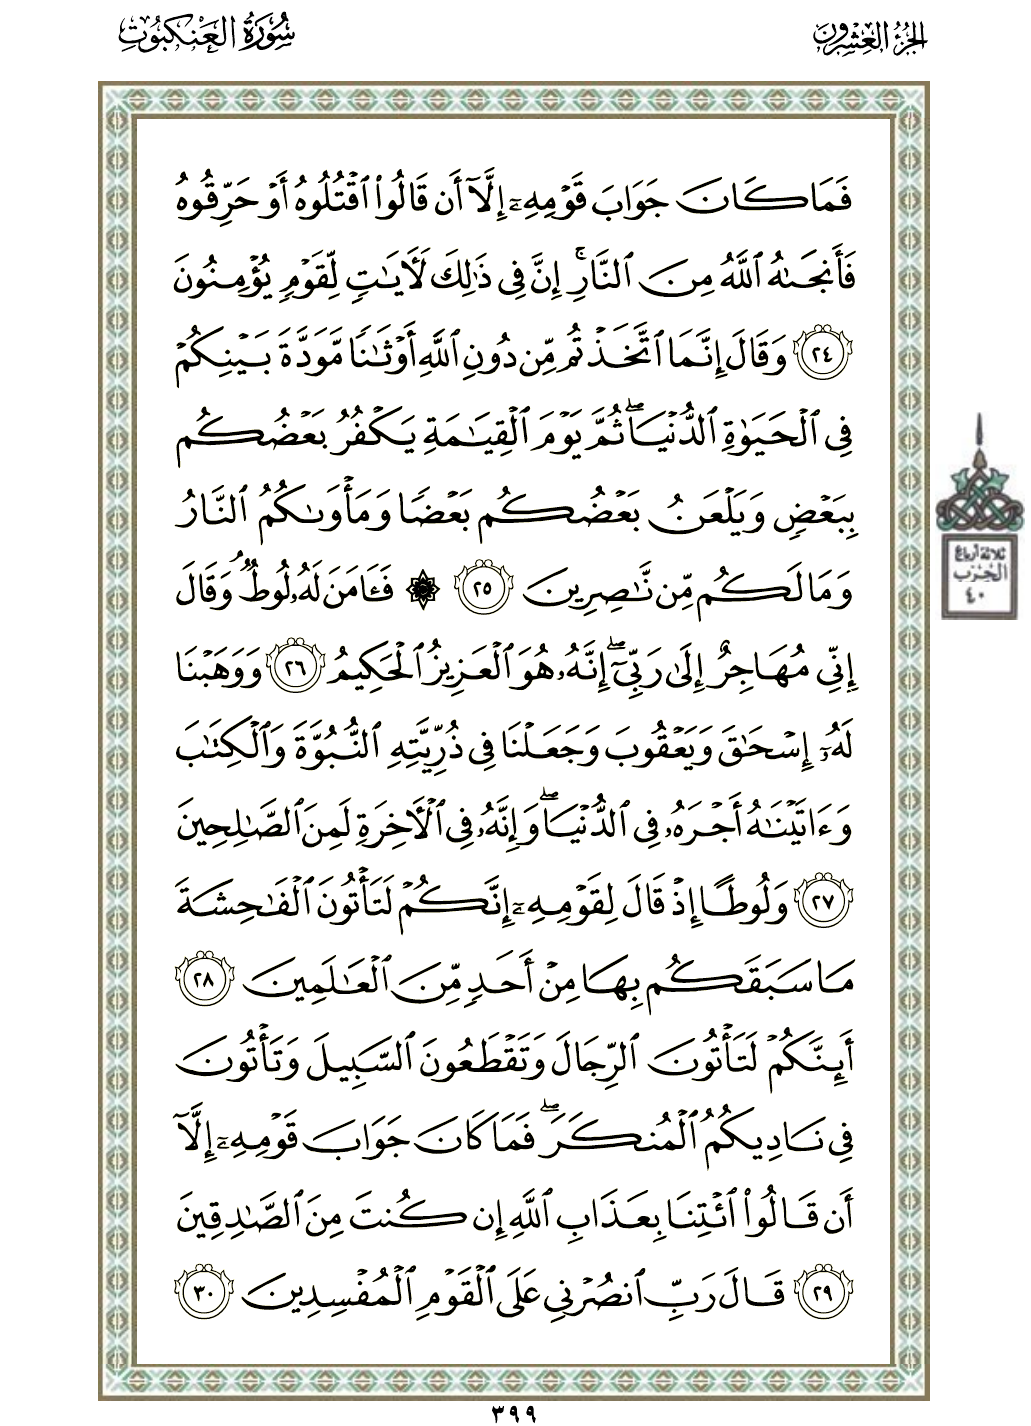 الجزء العشرون
سورة العنكبوت
فَمَا كَانَ جَوَابَ قَوْمِهِۦٓ إِلَّآ أَن قَالُوا۟ ٱقْتُلُوهُ أَوْ حَرِّقُوهُ
فَأَنجَىٰهُ ٱللَّهُ مِنَ ٱلنَّارِ ۚ إِنَّ فِى ذَٰلِكَ لَـَٔايَـٰتٍ لِّقَوْمٍ يُؤْمِنُونَ
٢٤ وَقَالَ إِنَّمَا ٱتَّخَذْتُم مِّن دُونِ ٱللَّهِ أَوْثَـٰنًا مَّوَدَّةَ بَيْنِكُمْ
فِى ٱلْحَيَوٰةِ ٱلدُّنْيَا ۖ ثُمَّ يَوْمَ ٱلْقِيَـٰمَةِ يَكْفُرُ بَعْضُكُم
بِبَعْضٍ وَيَلْعَنُ بَعْضُكُم بَعْضًا وَمَأْوَىٰكُمُ ٱلنَّارُ
وَمَا لَكُم مِّن نَّـٰصِرِينَ ٢٥ ۞ فَـَٔامَنَ لَهُۥ لُوطٌ ۘ وَقَالَ
إِنِّى مُهَاجِرٌ إِلَىٰ رَبِّىٓ ۖ إِنَّهُۥ هُوَ ٱلْعَزِيزُ ٱلْحَكِيمُ ٢٦ وَوَهَبْنَا
لَهُۥٓ إِسْحَـٰقَ وَيَعْقُوبَ وَجَعَلْنَا فِى ذُرِّيَّتِهِ ٱلنُّبُوَّةَ وَٱلْكِتَـٰبَ
وَءَاتَيْنَـٰهُ أَجْرَهُۥ فِى ٱلدُّنْيَا ۖ وَإِنَّهُۥ فِى ٱلْـَٔاخِرَةِ لَمِنَ ٱلصَّـٰلِحِينَ
٢٧ وَلُوطًا إِذْ قَالَ لِقَوْمِهِۦٓ إِنَّكُمْ لَتَأْتُونَ ٱلْفَـٰحِشَةَ
مَا سَبَقَكُم بِهَا مِنْ أَحَدٍ مِّنَ ٱلْعَـٰلَمِينَ ٢٨
أَئِنَّكُمْ لَتَأْتُونَ ٱلرِّجَالَ وَتَقْطَعُونَ ٱلسَّبِيلَ وَتَأْتُونَ
فِى نَادِيكُمُ ٱلْمُنكَرَ ۖ فَمَا كَانَ جَوَابَ قَوْمِهِۦٓ إِلَّآ
أَن قَالُوا۟ ٱئْتِنَا بِعَذَابِ ٱللَّهِ إِن كُنتَ مِنَ ٱلصَّـٰدِقِينَ
٢٩ قَالَ رَبِّ ٱنصُرْنِى عَلَى ٱلْقَوْمِ ٱلْمُفْسِدِينَ ٣٠
ثلاثة أرباع
الحزب
٤٠
٣٩٩